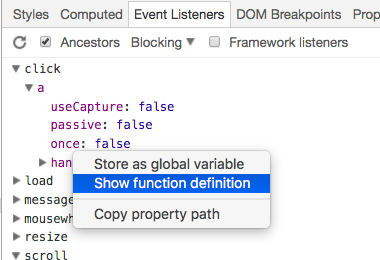 Styles Computed Event Listeners DOM Breakpoints Prop
Ancestors Blocking Framework listeners
click
a
useCapture: false
passive: false
once: false
han
Store as global variable
Show function definition
Copy property path
load
message
mousewh
resize
scroll